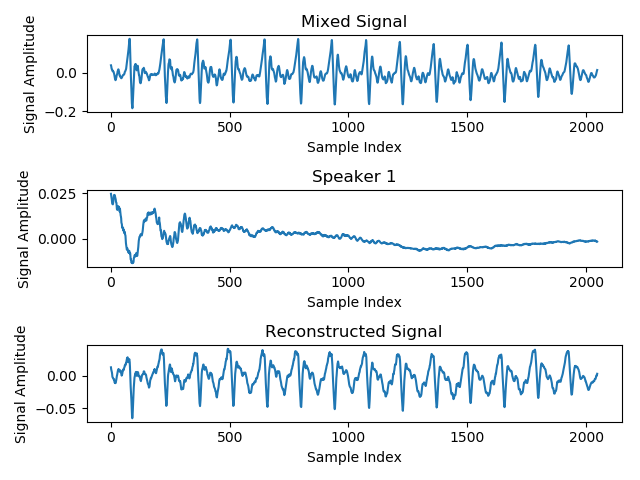 Mixed Signal
Signal Amplitude
0.0
−0.2
0 500 1000 1500 2000
Sample Index
Speaker 1
Signal Amplitude
0.025
0.000
0 500 1000 1500 2000
Sample Index
Reconstructed Signal
Signal Amplitude
0.00
−0.05
0 500 1000 1500 2000
Sample Index